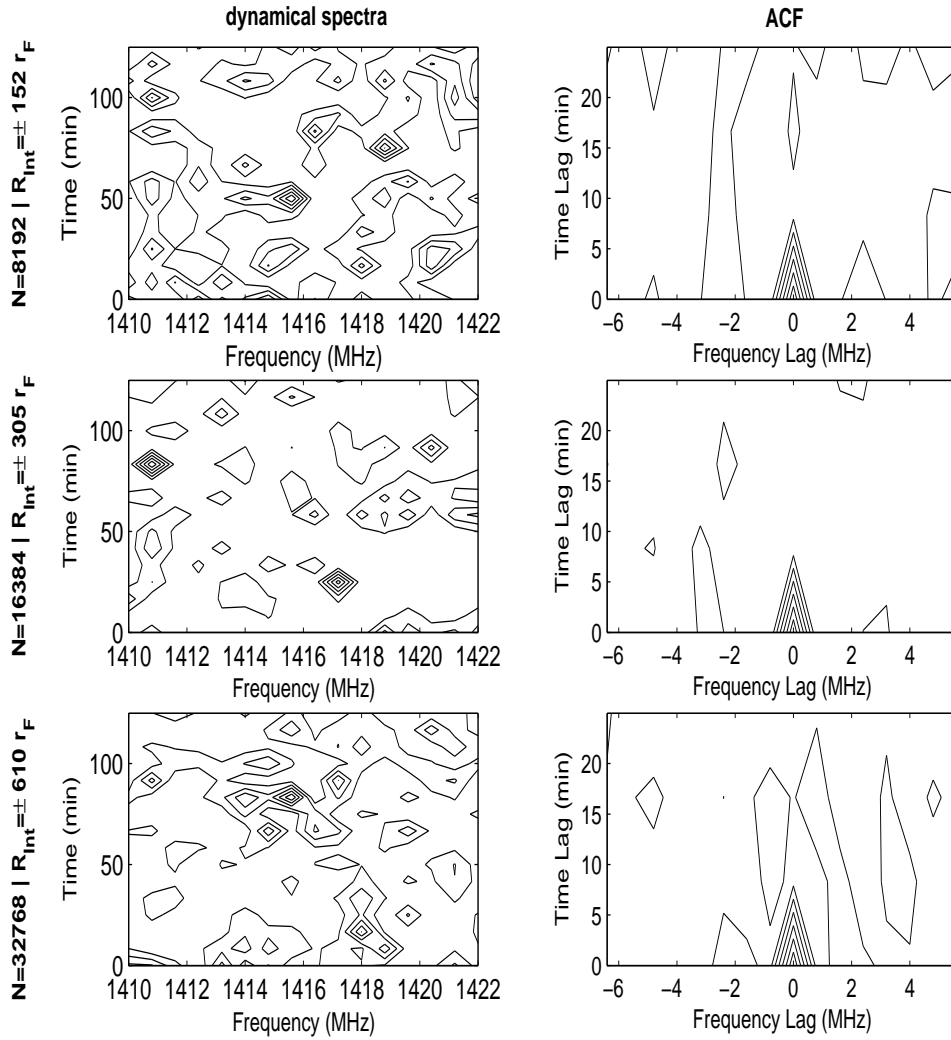 dynamical spectra
ACF
N=8192 | R_Int=± 152 r_F
Time (min)
100
50
0
1410 1412 1414 1416 1418 1420 1422
Frequency (MHz)
Time Lag (min)
20
15
10
5
0
−6 −4 −2 0 2 4
Frequency Lag (MHz)
N=16384 | R_Int=± 305 r_F
Time (min)
100
50
0
1410 1412 1414 1416 1418 1420 1422
Frequency (MHz)
Time Lag (min)
20
15
10
5
0
−6 −4 −2 0 2 4
Frequency Lag (MHz)
N=32768 | R_Int=± 610 r_F
Time (min)
100
50
0
1410 1412 1414 1416 1418 1420 1422
Frequency (MHz)
Time Lag (min)
20
15
10
5
0
−6 −4 −2 0 2 4
Frequency Lag (MHz)